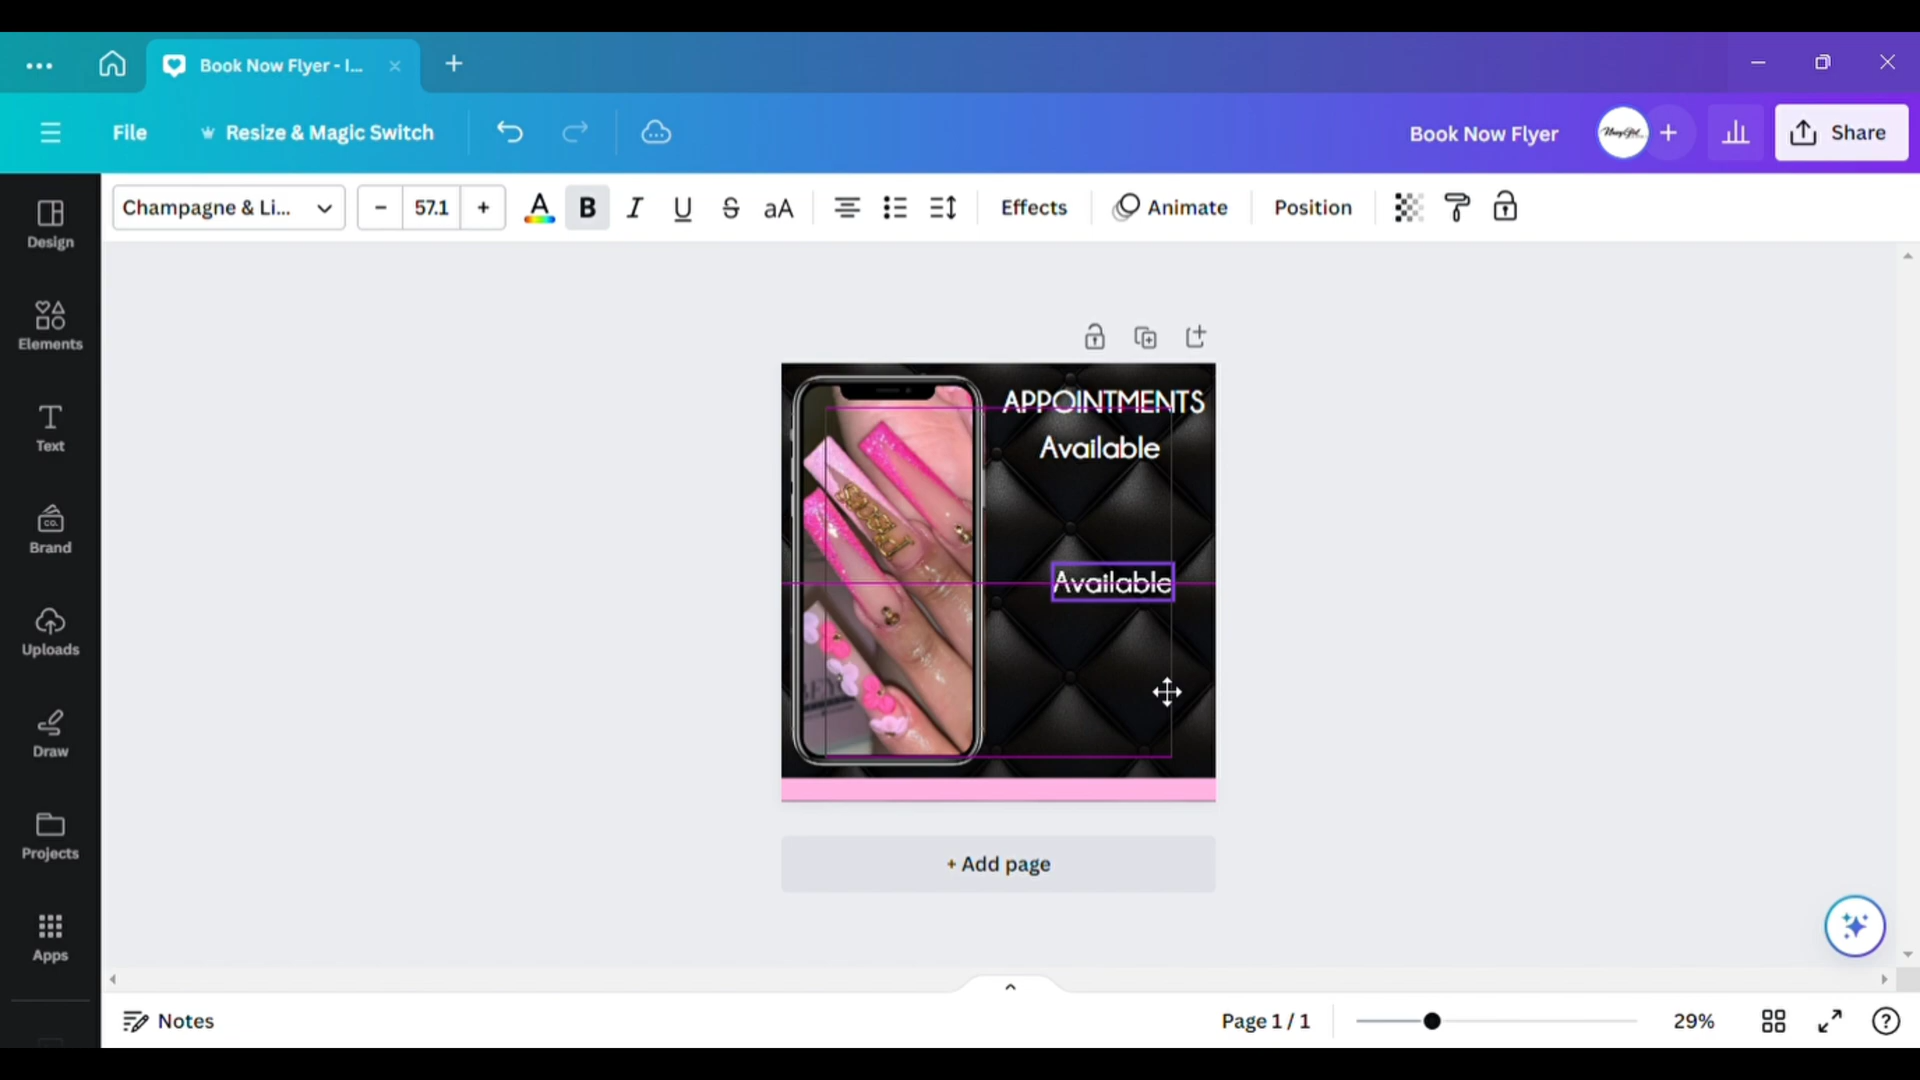 Book Now Flyer - I...
File
Resize & Magic Switch
Book Now Flyer
Share
Champagne & Li...
57.1
Effects
Animate
Position
Design
Elements
Text
CO.
Brand
Uploads
Draw
Projects
Apps
APPOINTMENTS
Available
Available
+ Add page
Notes
Page 1 / 1
29%